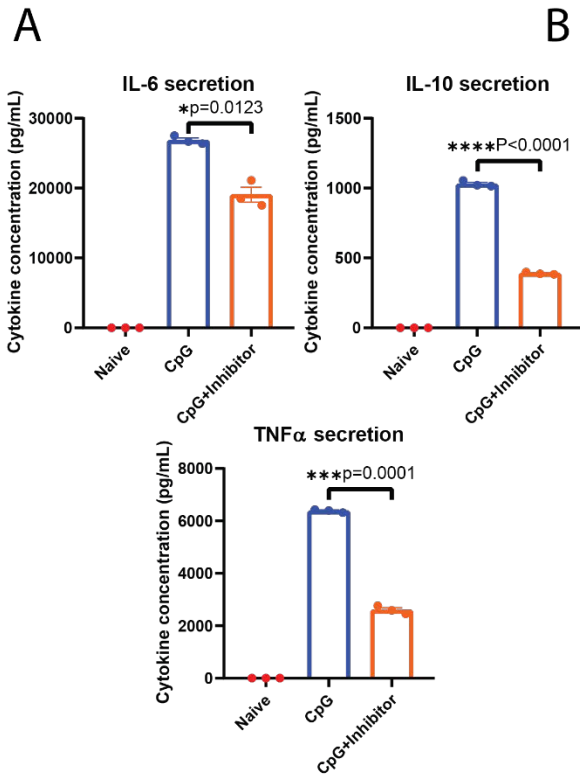 A
B
IL-6 secretion
*p=0.0123
Cytokine concentration (pg/mL)
30000
20000
10000
0
Naive
CpG
CpG+Inhibitor
IL-10 secretion
****P<0.0001
Cytokine concentration (pg/mL)
1500
1000
500
0
Naive
CpG
CpG+Inhibitor
TNFα secretion
***p=0.0001
Cytokine concentration (pg/mL)
8000
6000
4000
2000
0
Naive
CpG
CpG+Inhibitor